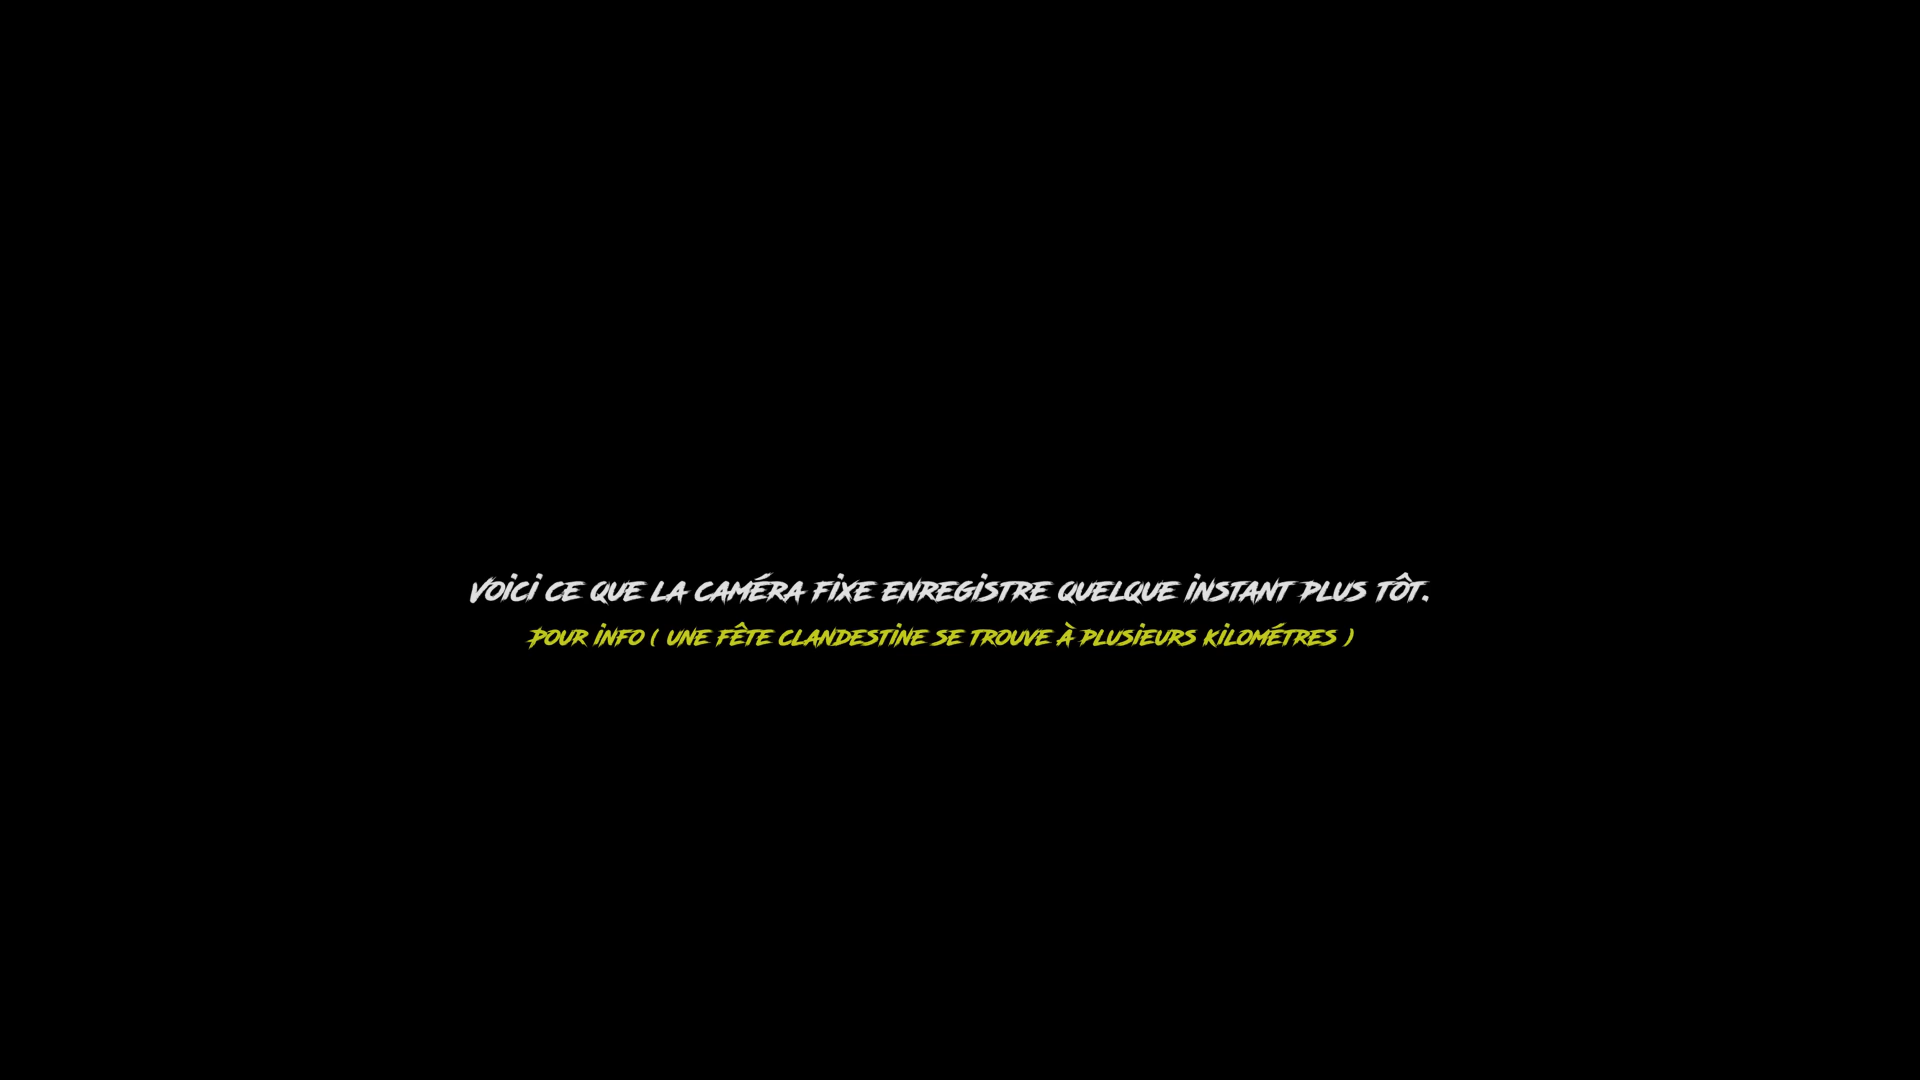 Voici ce que la caméra fixe enregistre quelque instant plus tôt.
Pour info ( une fête clandestine se trouve à plusieurs kilométres )